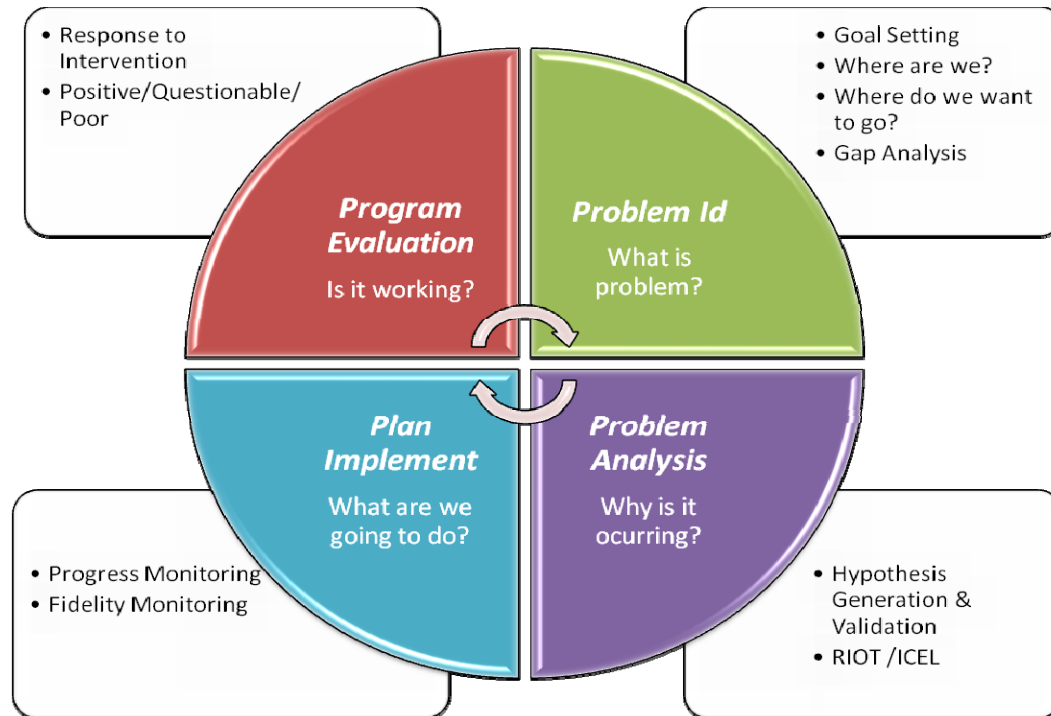 • Response to
Intervention
• Positive/Questionable/
Poor
• Goal Setting
• Where are we?
• Where do we want
to go?
• Gap Analysis
Program
Evaluation
Is it working?
Problem Id
What is
problem?
Plan
Implement
What are we
going to do?
Problem
Analysis
Why is it
ocurring?
• Progress Monitoring
• Fidelity Monitoring
• Hypothesis
Generation &
Validation
• RIOT /ICEL